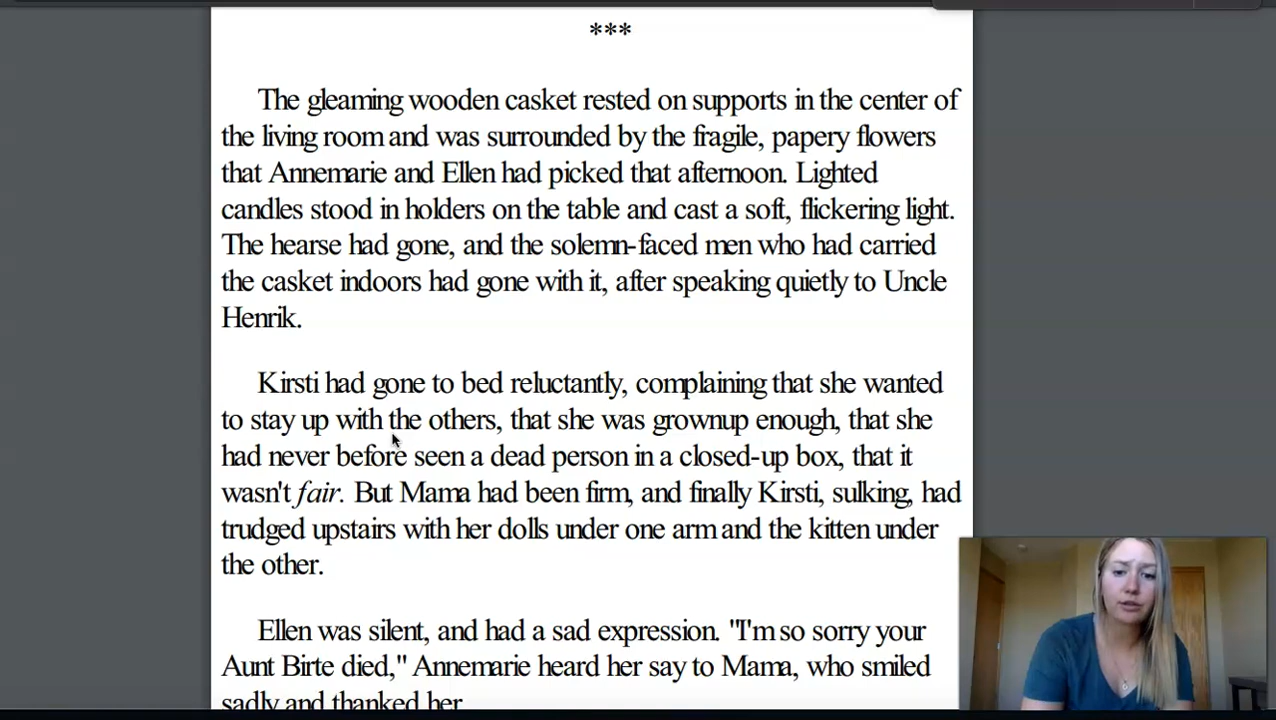 ***
The gleaming wooden casket rested on supports in the center of
the living room and was surrounded by the fragile, papery flowers
that Annemarie and Ellen had picked that afternoon. Lighted
candles stood in holders on the table and cast a soft, flickering light.
The hearse had gone, and the solemn-faced men who had carried
the casket indoors had gone with it, after speaking quietly to Uncle
Henrik.
Kirsti had gone to bed reluctantly, complaining that she wanted
to stay up with the others, that she was grownup enough, that she
had never before seen a dead person in a closed-up box, that it
wasn't fair. But Mama had been firm, and finally Kirsti, sulking, had
trudged upstairs with her dolls under one arm and the kitten under
the other.
Ellen was silent, and had a sad expression. "I'm so sorry your
Aunt Birte died," Annemarie heard her say to Mama, who smiled
sadly and thanked her.